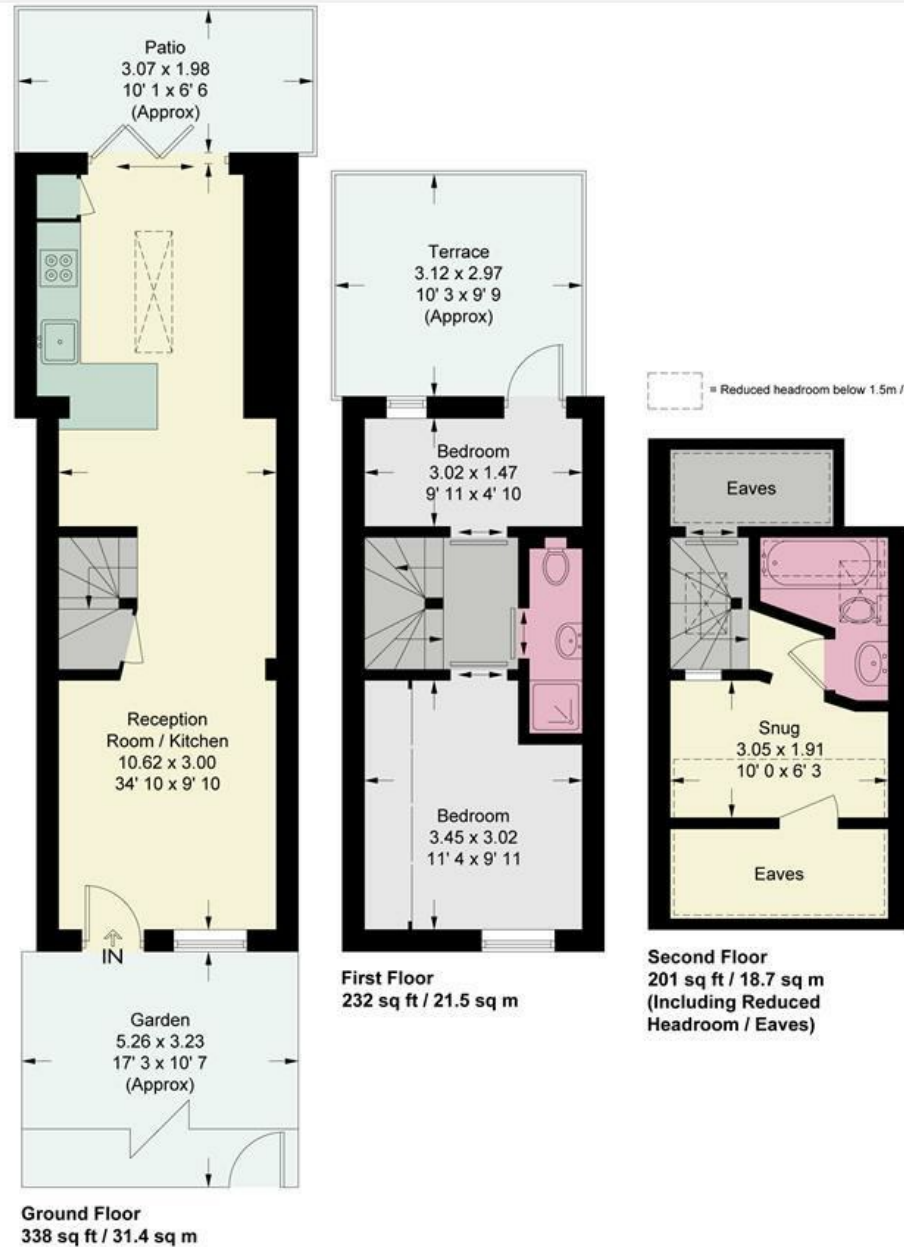 Patio
3.07 x 1.98
10' 1 x 6' 6
(Approx)
Reception
Room / Kitchen
10.62 x 3.00
34' 10 x 9' 10
IN
Garden
5.26 x 3.23
17' 3 x 10' 7
(Approx)
Ground Floor
338 sq ft / 31.4 sq m
Terrace
3.12 x 2.97
10' 3 x 9' 9
(Approx)
Bedroom
3.02 x 1.47
9' 11 x 4' 10
Bedroom
3.45 x 3.02
11' 4 x 9' 11
First Floor
232 sq ft / 21.5 sq m
= Reduced headroom below 1.5m /
Eaves
Snug
3.05 x 1.91
10' 0 x 6' 3
Eaves
Second Floor
201 sq ft / 18.7 sq m
(Including Reduced
Headroom / Eaves)